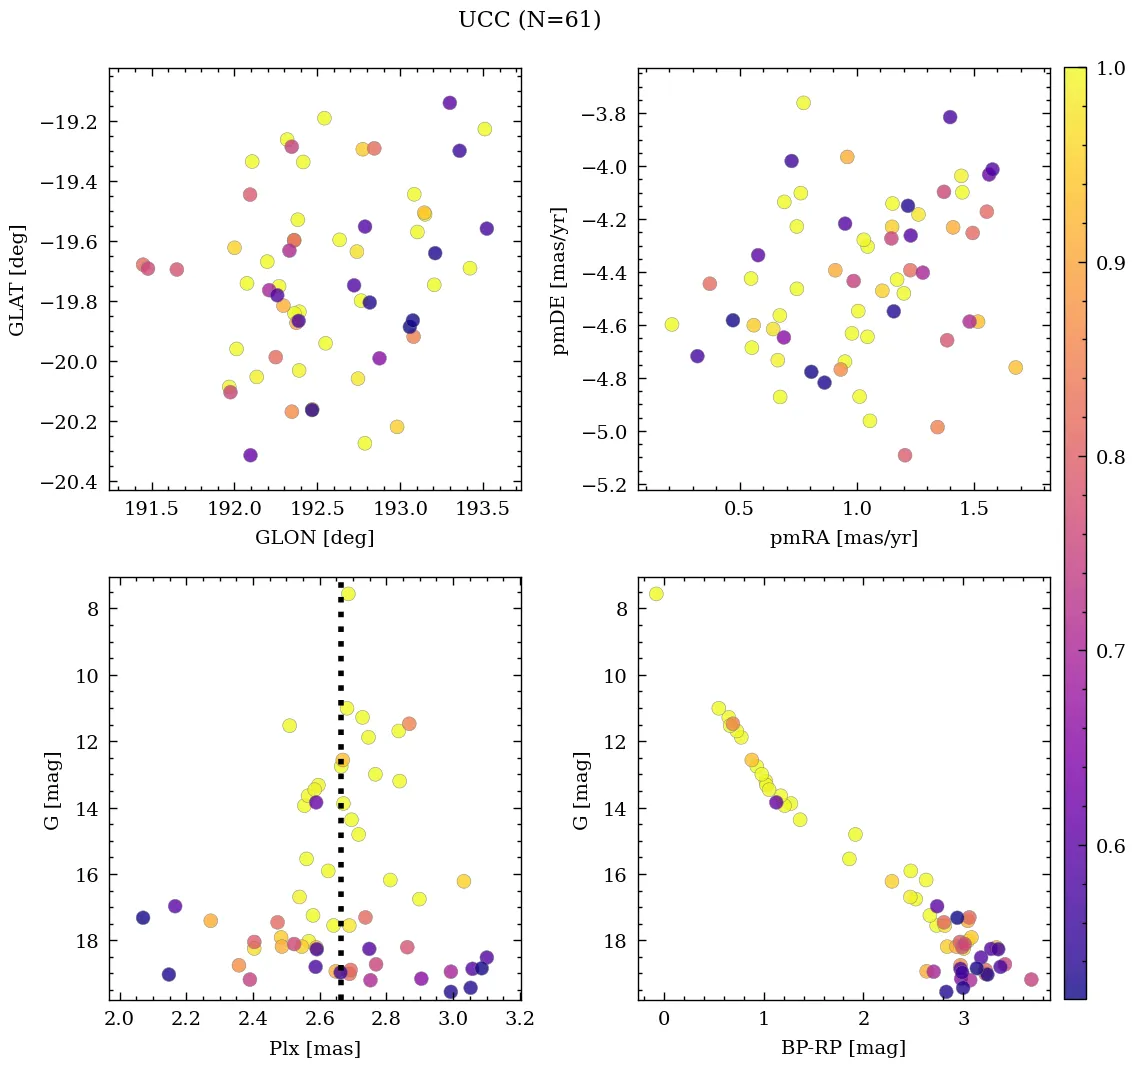 UCC (N=61)
−19.2
−19.4
−19.6
−19.8
−20.0
−20.2
−20.4
GLAT [deg]
191.5 192.0 192.5 193.0 193.5
GLON [deg]
−3.8
−4.0
−4.2
−4.4
−4.6
−4.8
−5.0
−5.2
pmDE [mas/yr]
0.5 1.0 1.5
pmRA [mas/yr]
8
10
12
14
16
18
G [mag]
2.0 2.2 2.4 2.6 2.8 3.0 3.2
Plx [mas]
8
10
12
14
16
18
G [mag]
0 1 2 3
BP-RP [mag]
1.0
0.9
0.8
0.7
0.6